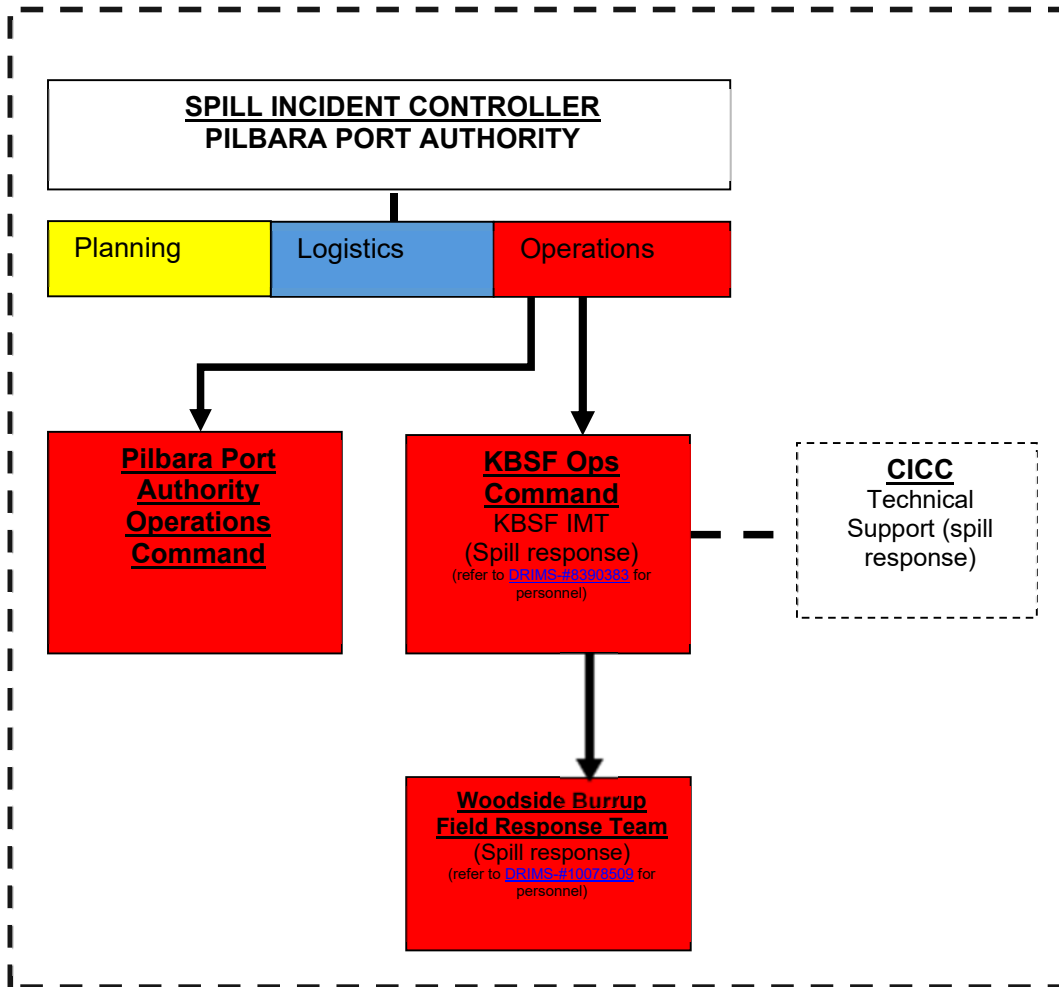 SPILL INCIDENT CONTROLLER
PILBARA PORT AUTHORITY
Planning
Logistics
Operations
Pilbara Port
Authority
Operations
Command
KBSF Ops
Command
KBSF IMT
(Spill response)
(refer to DRIMS-#8390383 for
personnel)
CICC
Technical
Support (spill
response)
Woodside Burrup
Field Response Team
(Spill response)
(refer to DRIMS-#10078509 for
personnel)